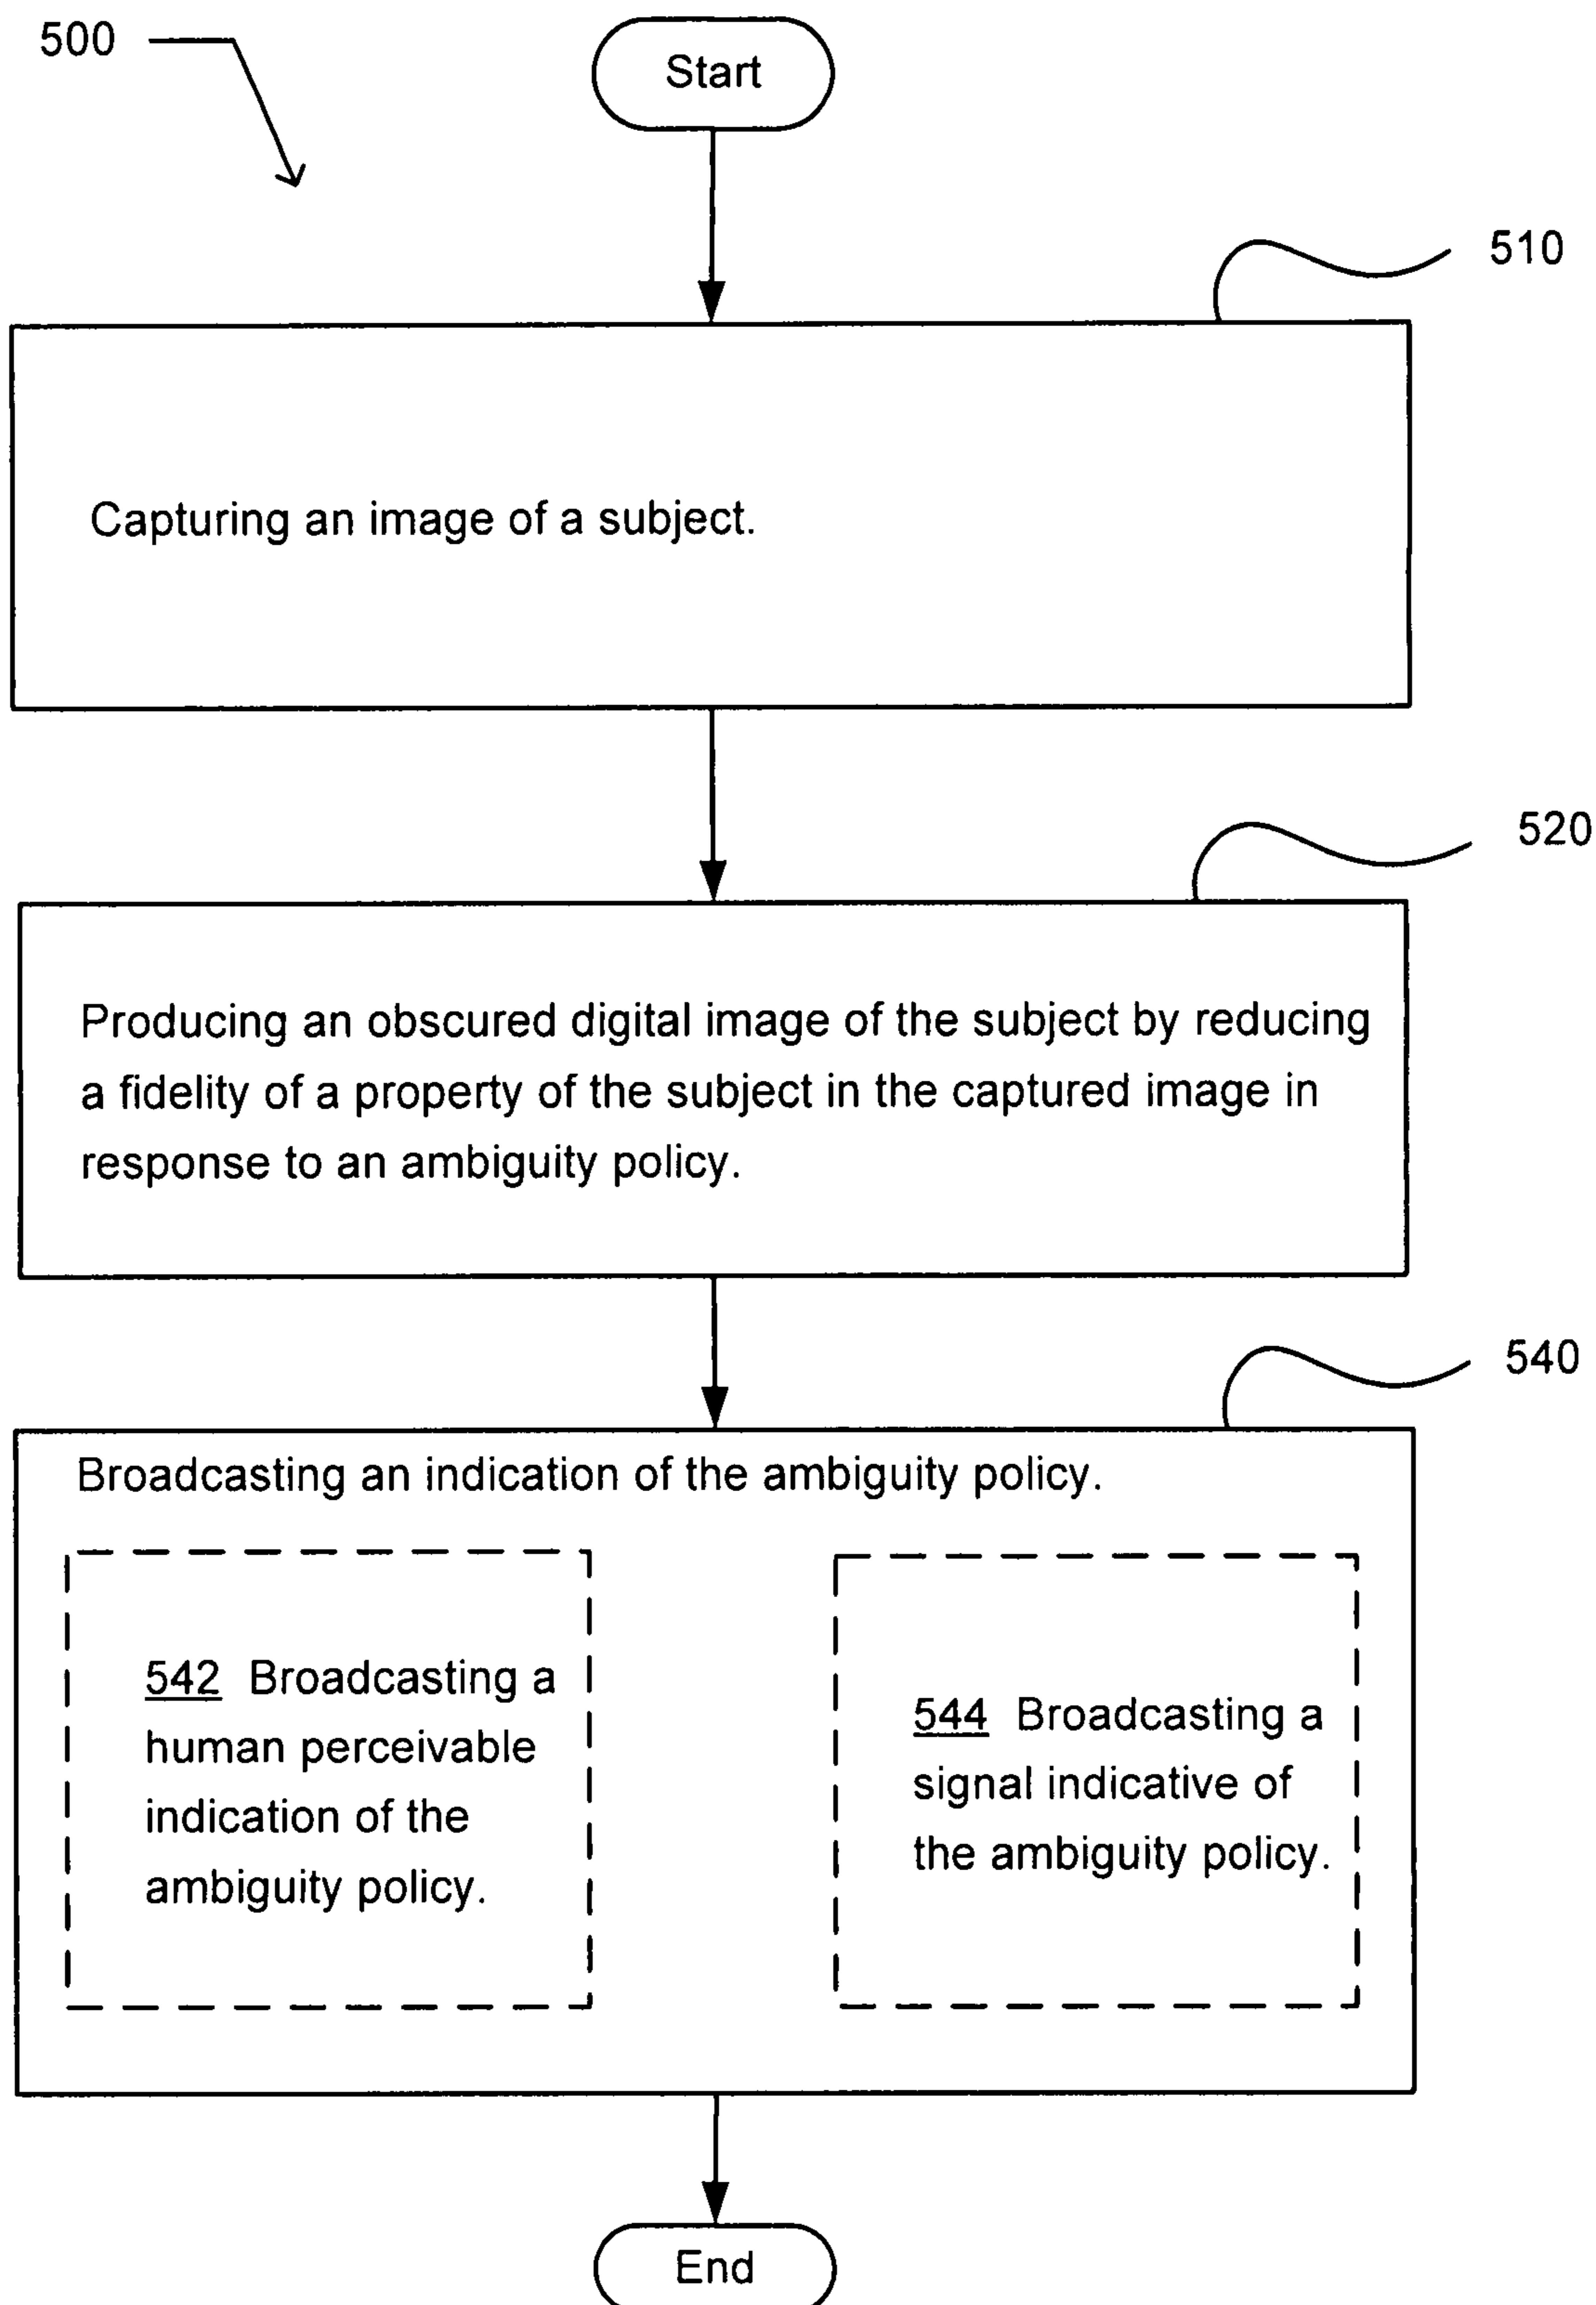 500
Start
510
Capturing an image of a subject.
520
Producing an obscured digital image of the subject by reducing
a fidelity of a property of the subject in the captured image in
response to an ambiguity policy.
540
Broadcasting an indication of the ambiguity policy.
542 Broadcasting a
human perceivable
indication of the
ambiguity policy.
544 Broadcasting a
signal indicative of
the ambiguity policy.
End